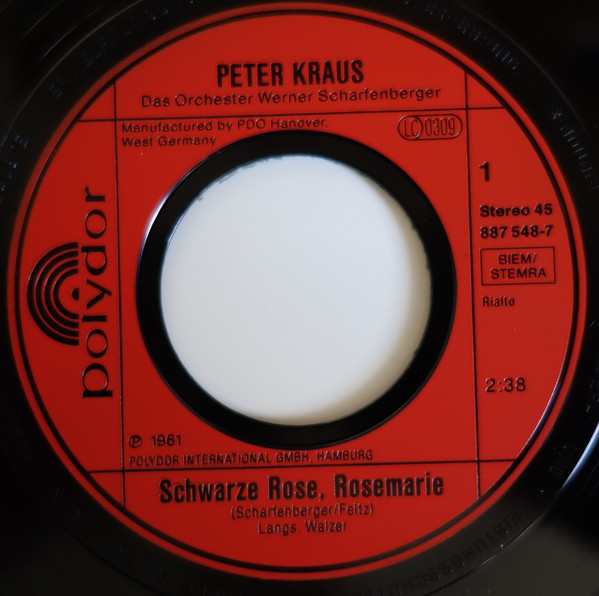 PETER KRAUS
Das Orchester Werner Scharfenberger
Manufactured by PDO Hanover,
West Germany
LC 0309
1
Stereo 45
887 548-7
BIEM/
STEMRA
Rialto
2:38
polydor
℗ 1961
POLYDOR INTERNATIONAL GMBH, HAMBURG
Schwarze Rose, Rosemarie
(Scharfenberger/Feltz)
Langs. Walzer